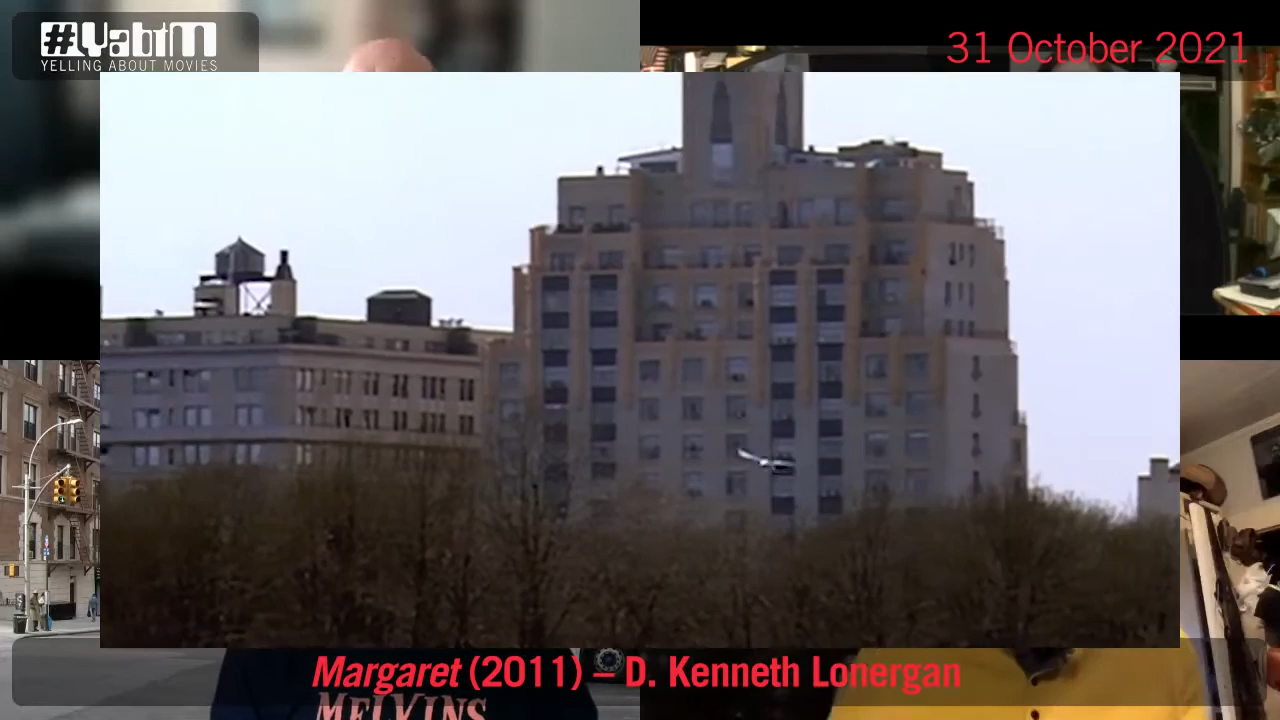 #YabtM
YELLING ABOUT MOVIES
31 October 2021
Margaret (2011) – D. Kenneth Lonergan
MELVINS